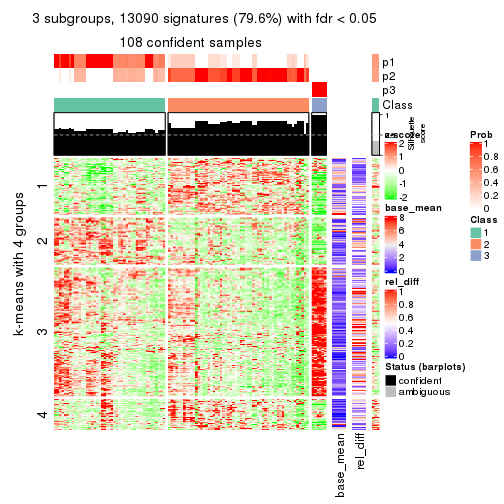 3 subgroups, 13090 signatures (79.6%) with fdr < 0.05
108 confident samples
p1
p2
p3
Class
1
Silhouette
score
z-score
2
1
0
-1
-2
Prob
1
0.8
0.6
0.4
0.2
0
base_mean
8
6
4
2
0
Class
1
2
3
rel_diff
1
0.8
0.6
0.4
0.2
0
Status (barplots)
confident
ambiguous
k-means with 4 groups
1
2
3
4
base_mean
rel_diff